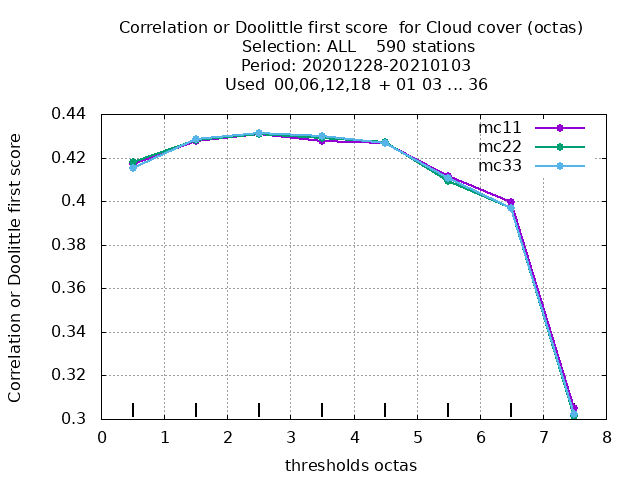 Correlation or Doolittle first score  for Cloud cover (octas)
Selection: ALL    590 stations
Period: 20201228-20210103
Used  00,06,12,18  + 01 03 ... 36
Correlation or Doolittle first score
0.44
0.42
0.4
0.38
0.36
0.34
0.32
0.3
mc11
mc22
mc33
0 1 2 3 4 5 6 7 8
thresholds octas